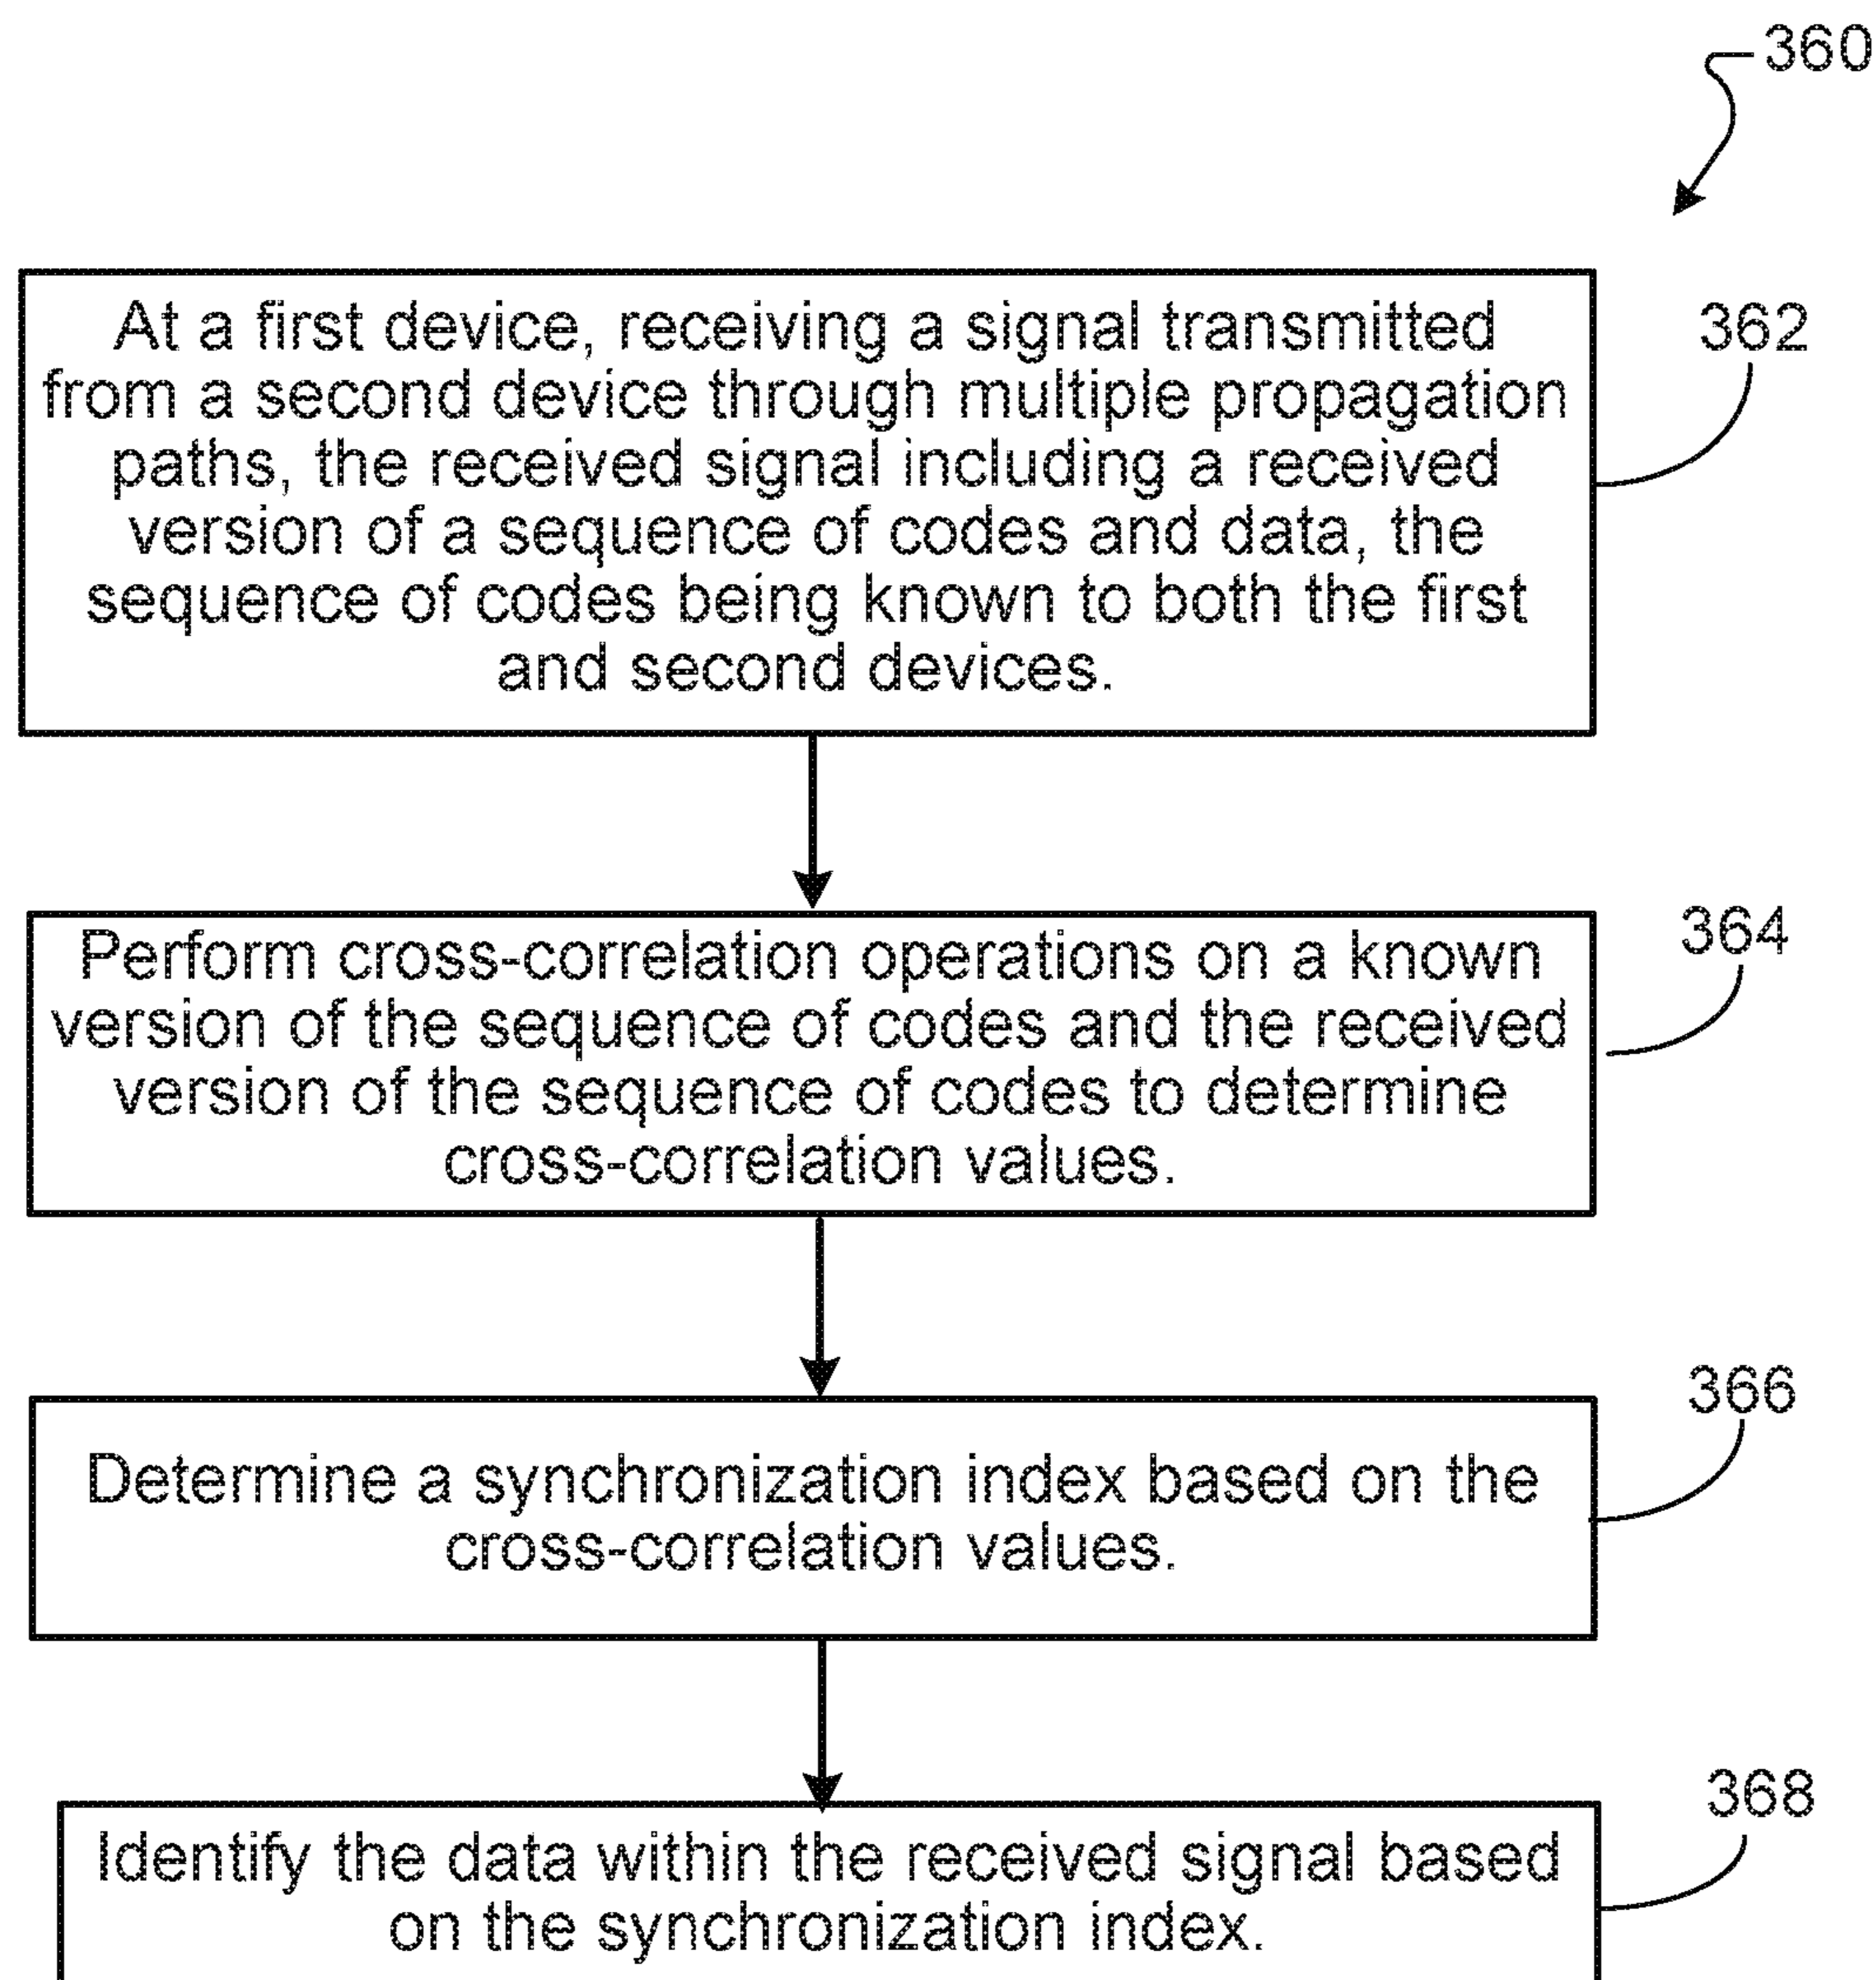 360
At a first device, receiving a signal transmitted
from a second device through multiple propagation
paths, the received signal including a received
version of a sequence of codes and data, the
sequence of codes being known to both the first
and second devices.
362
Perform cross-correlation operations on a known
version of the sequence of codes and the received
version of the sequence of codes to determine
cross-correlation values.
364
Determine a synchronization index based on the
cross-correlation values.
366
Identify the data within the received signal based
on the synchronization index.
368